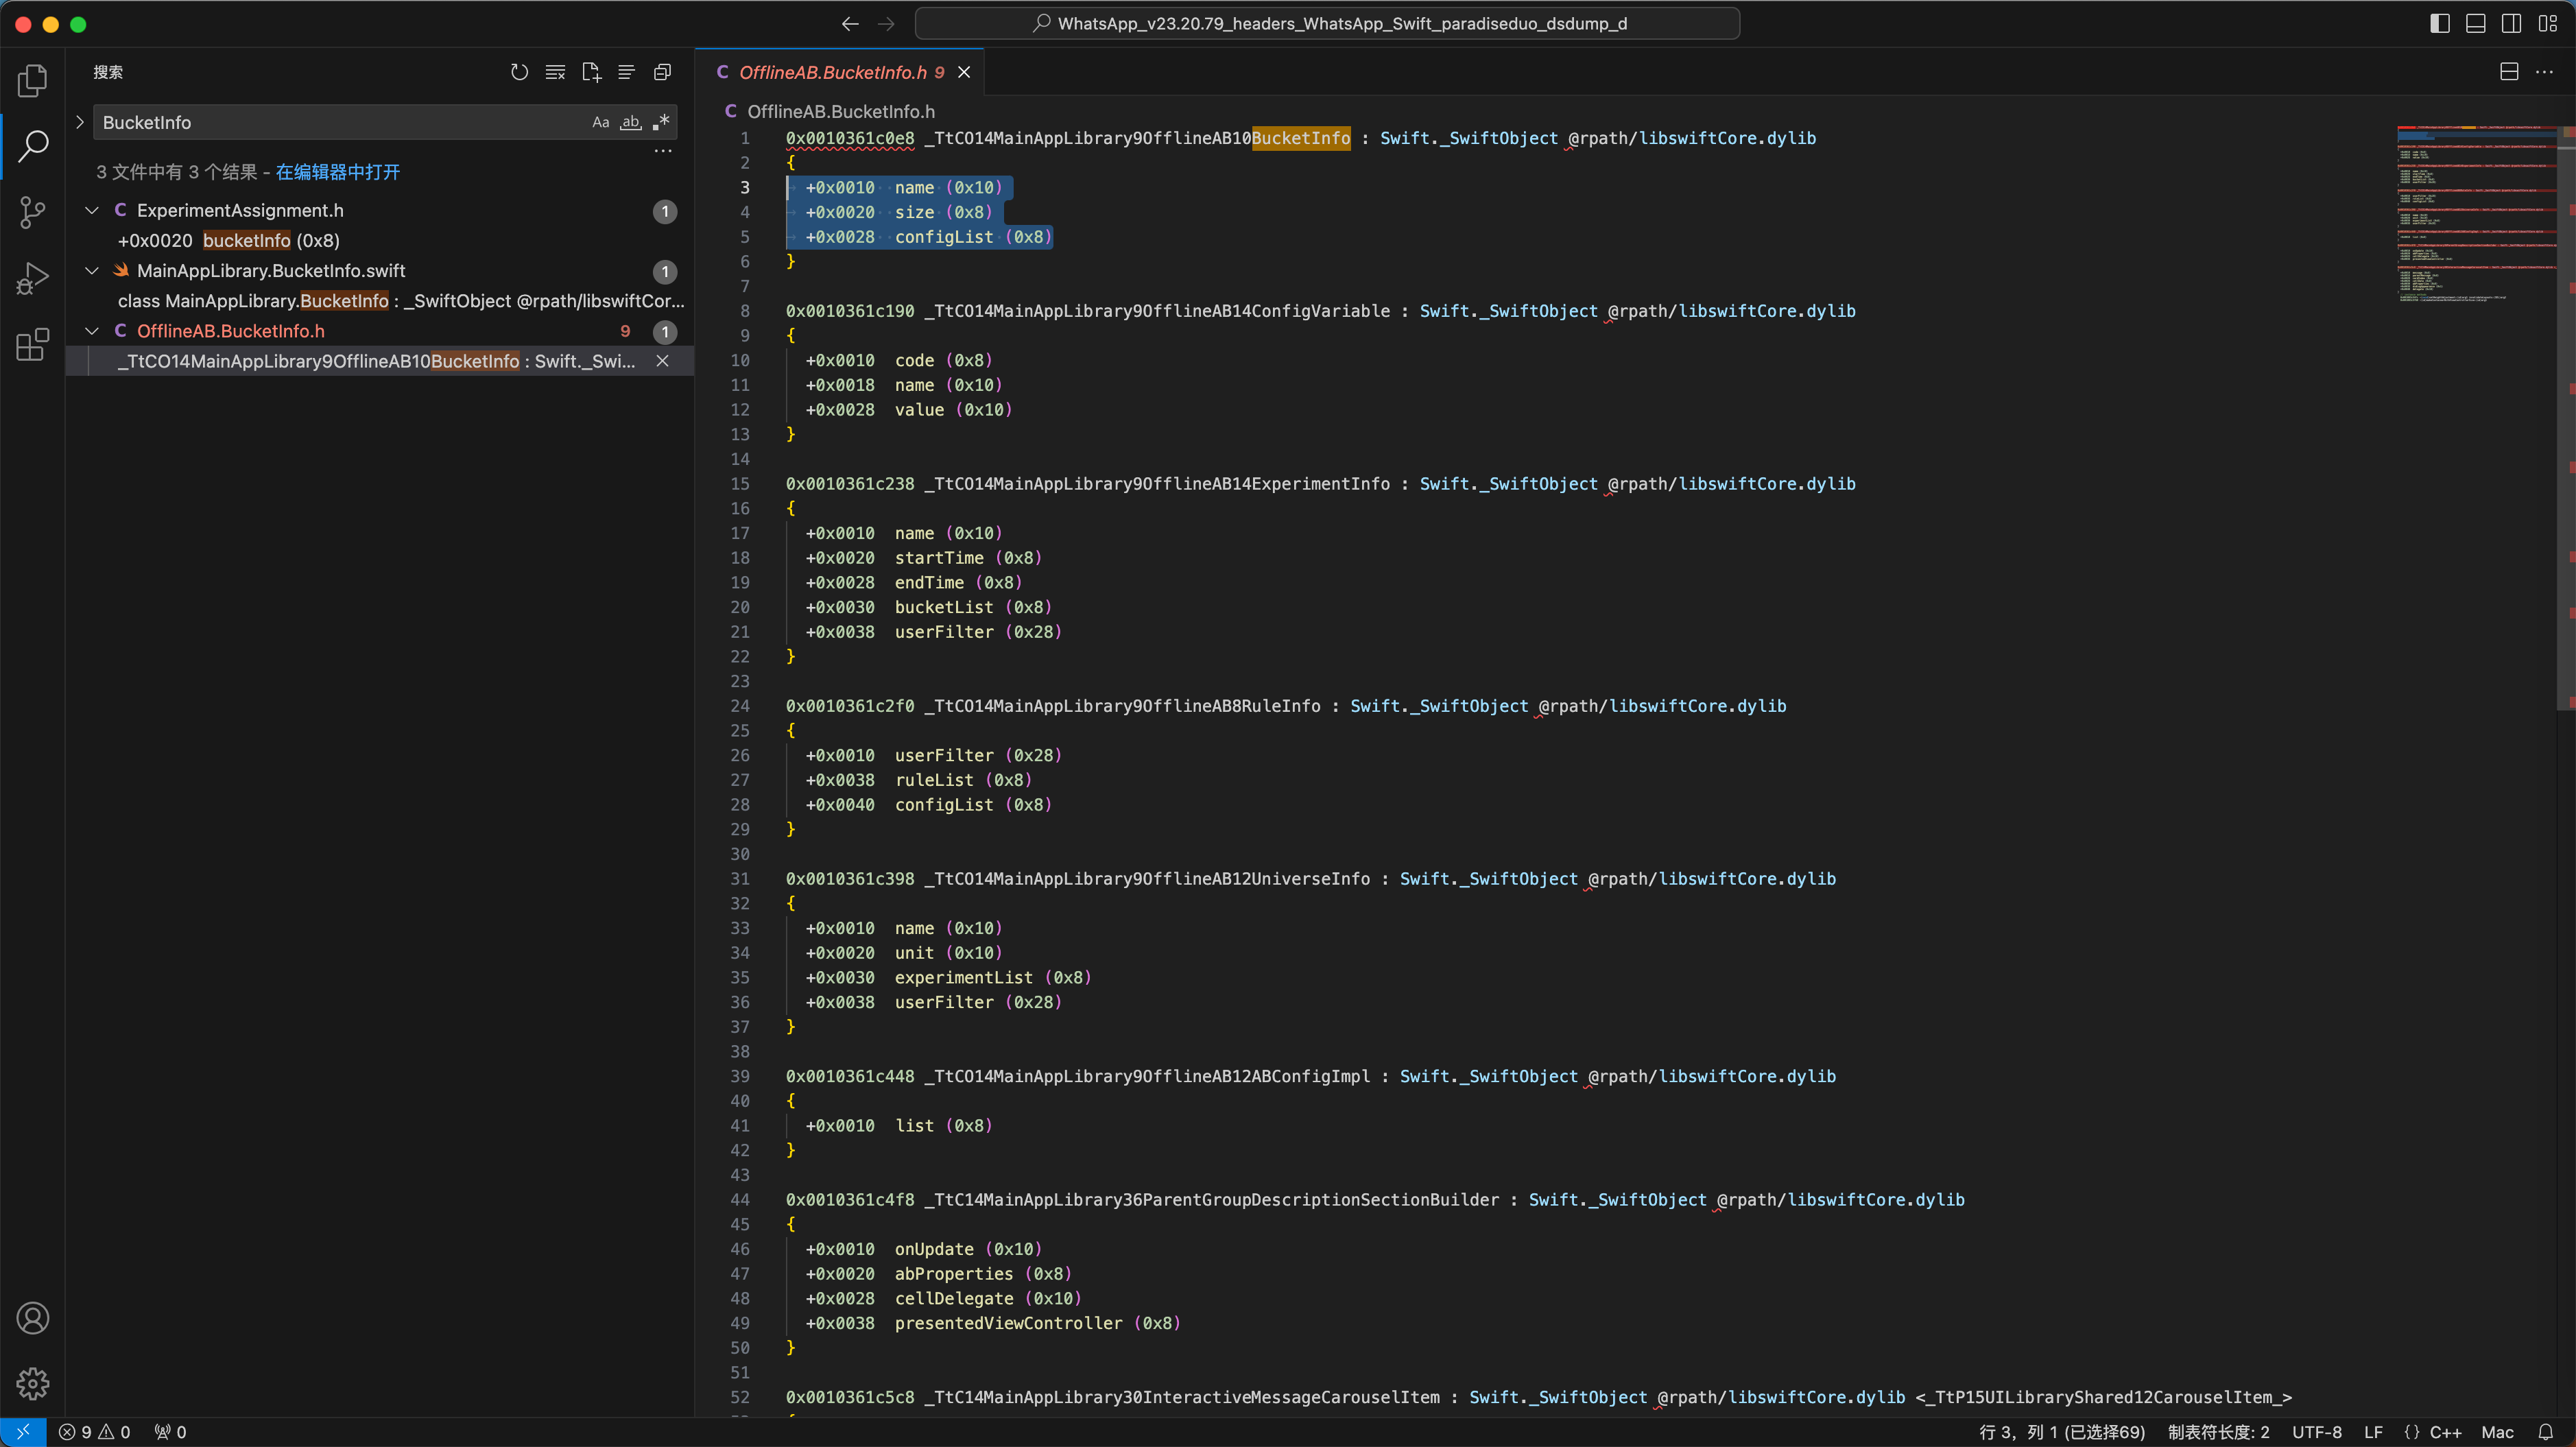 WhatsApp_v23.20.79_headers_WhatsApp_Swift_paradiseduo_dsdump_d
搜索
BucketInfo
Aa ab .*
3 文件中有 3 个结果 - 在编辑器中打开
C ExperimentAssignment.h 1
+0x0020 bucketInfo (0x8)
MainAppLibrary.BucketInfo.swift 1
class MainAppLibrary.BucketInfo : _SwiftObject @rpath/libswiftCor...
C OfflineAB.BucketInfo.h 9 1
_TtCO14MainAppLibrary9OfflineAB10BucketInfo : Swift._Swi...
C OfflineAB.BucketInfo.h 9
C OfflineAB.BucketInfo.h
1 0x0010361c0e8 _TtCO14MainAppLibrary9OfflineAB10BucketInfo : Swift._SwiftObject @rpath/libswiftCore.dylib
2 {
3 +0x0010 name (0x10)
4 +0x0020 size (0x8)
5 +0x0028 configList (0x8)
6 }
7
8 0x0010361c190 _TtCO14MainAppLibrary9OfflineAB14ConfigVariable : Swift._SwiftObject @rpath/libswiftCore.dylib
9 {
10 +0x0010 code (0x8)
11 +0x0018 name (0x10)
12 +0x0028 value (0x10)
13 }
14
15 0x0010361c238 _TtCO14MainAppLibrary9OfflineAB14ExperimentInfo : Swift._SwiftObject @rpath/libswiftCore.dylib
16 {
17 +0x0010 name (0x10)
18 +0x0020 startTime (0x8)
19 +0x0028 endTime (0x8)
20 +0x0030 bucketList (0x8)
21 +0x0038 userFilter (0x28)
22 }
23
24 0x0010361c2f0 _TtCO14MainAppLibrary9OfflineAB8RuleInfo : Swift._SwiftObject @rpath/libswiftCore.dylib
25 {
26 +0x0010 userFilter (0x28)
27 +0x0038 ruleList (0x8)
28 +0x0040 configList (0x8)
29 }
30
31 0x0010361c398 _TtCO14MainAppLibrary9OfflineAB12UniverseInfo : Swift._SwiftObject @rpath/libswiftCore.dylib
32 {
33 +0x0010 name (0x10)
34 +0x0020 unit (0x10)
35 +0x0030 experimentList (0x8)
36 +0x0038 userFilter (0x28)
37 }
38
39 0x0010361c448 _TtCO14MainAppLibrary9OfflineAB12ABConfigImpl : Swift._SwiftObject @rpath/libswiftCore.dylib
40 {
41 +0x0010 list (0x8)
42 }
43
44 0x0010361c4f8 _TtC14MainAppLibrary36ParentGroupDescriptionSectionBuilder : Swift._SwiftObject @rpath/libswiftCore.dylib
45 {
46 +0x0010 onUpdate (0x10)
47 +0x0020 abProperties (0x8)
48 +0x0028 cellDelegate (0x10)
49 +0x0038 presentedViewController (0x8)
50 }
51
52 0x0010361c5c8 _TtC14MainAppLibrary30InteractiveMessageCarouselItem : Swift._SwiftObject @rpath/libswiftCore.dylib <_TtP15UILibraryShared12CarouselItem_>
9 0 0 行 3，列 1 (已选择69) 制表符长度: 2 UTF-8 LF {} C++ Mac